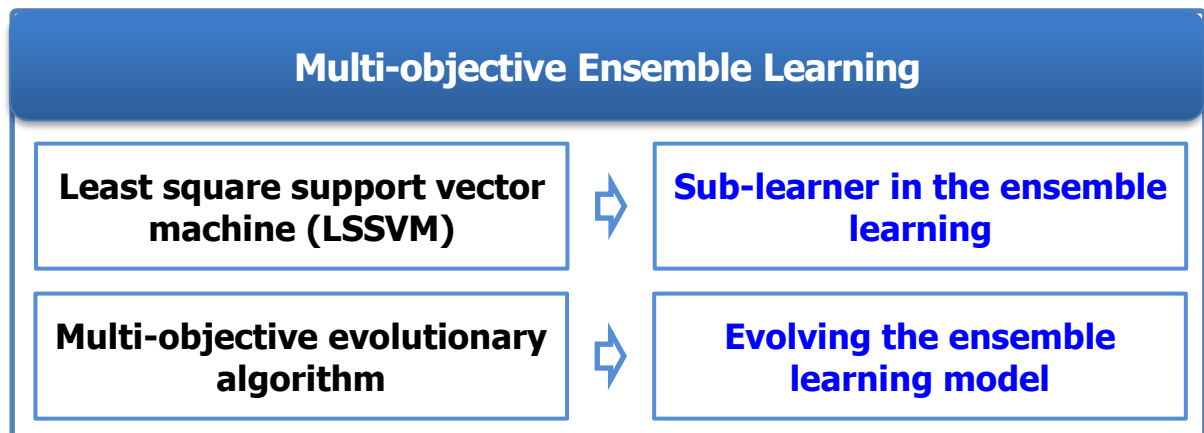 Multi-objective Ensemble Learning
Least square support vector
machine (LSSVM)
Sub-learner in the ensemble
learning
Multi-objective evolutionary
algorithm
Evolving the ensemble
learning model